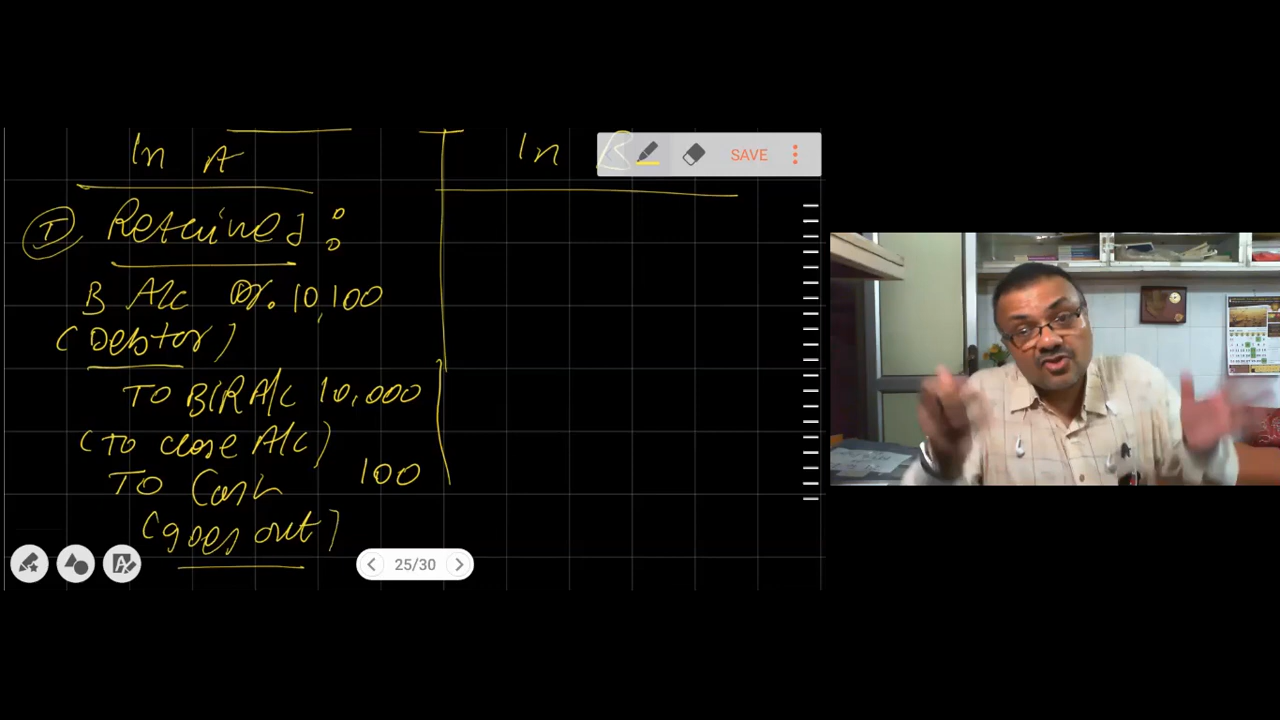 In A
In B
SAVE
I Retained :
B A/c Dr. 10,100
(Debtor)
TO B/R A/c 10,000
(TO close A/c)
TO Cash 100
(goes out)
25/30